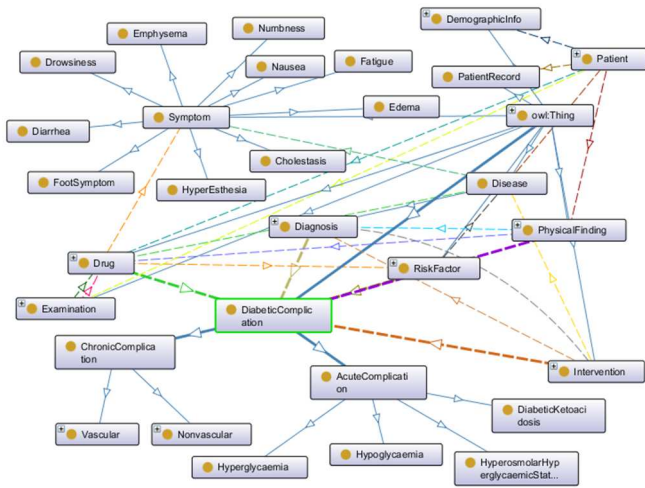 Emphysema
Numbness
DemographicInfo
Drowsiness
Nausea
Fatigue
Patient
PatientRecord
Symptom
Edema
owl:Thing
Diarrhea
Cholestasis
FootSymptom
HyperEsthesia
Disease
Diagnosis
PhysicalFinding
Drug
RiskFactor
Examination
DiabeticComplic
ation
ChronicComplica
tion
Intervention
AcuteComplicati
on
DiabeticKetoaci
dosis
Vascular
Nonvascular
Hypoglycaemia
Hyperglycaemia
HyperosmolarHyp
erglycaemicStat...